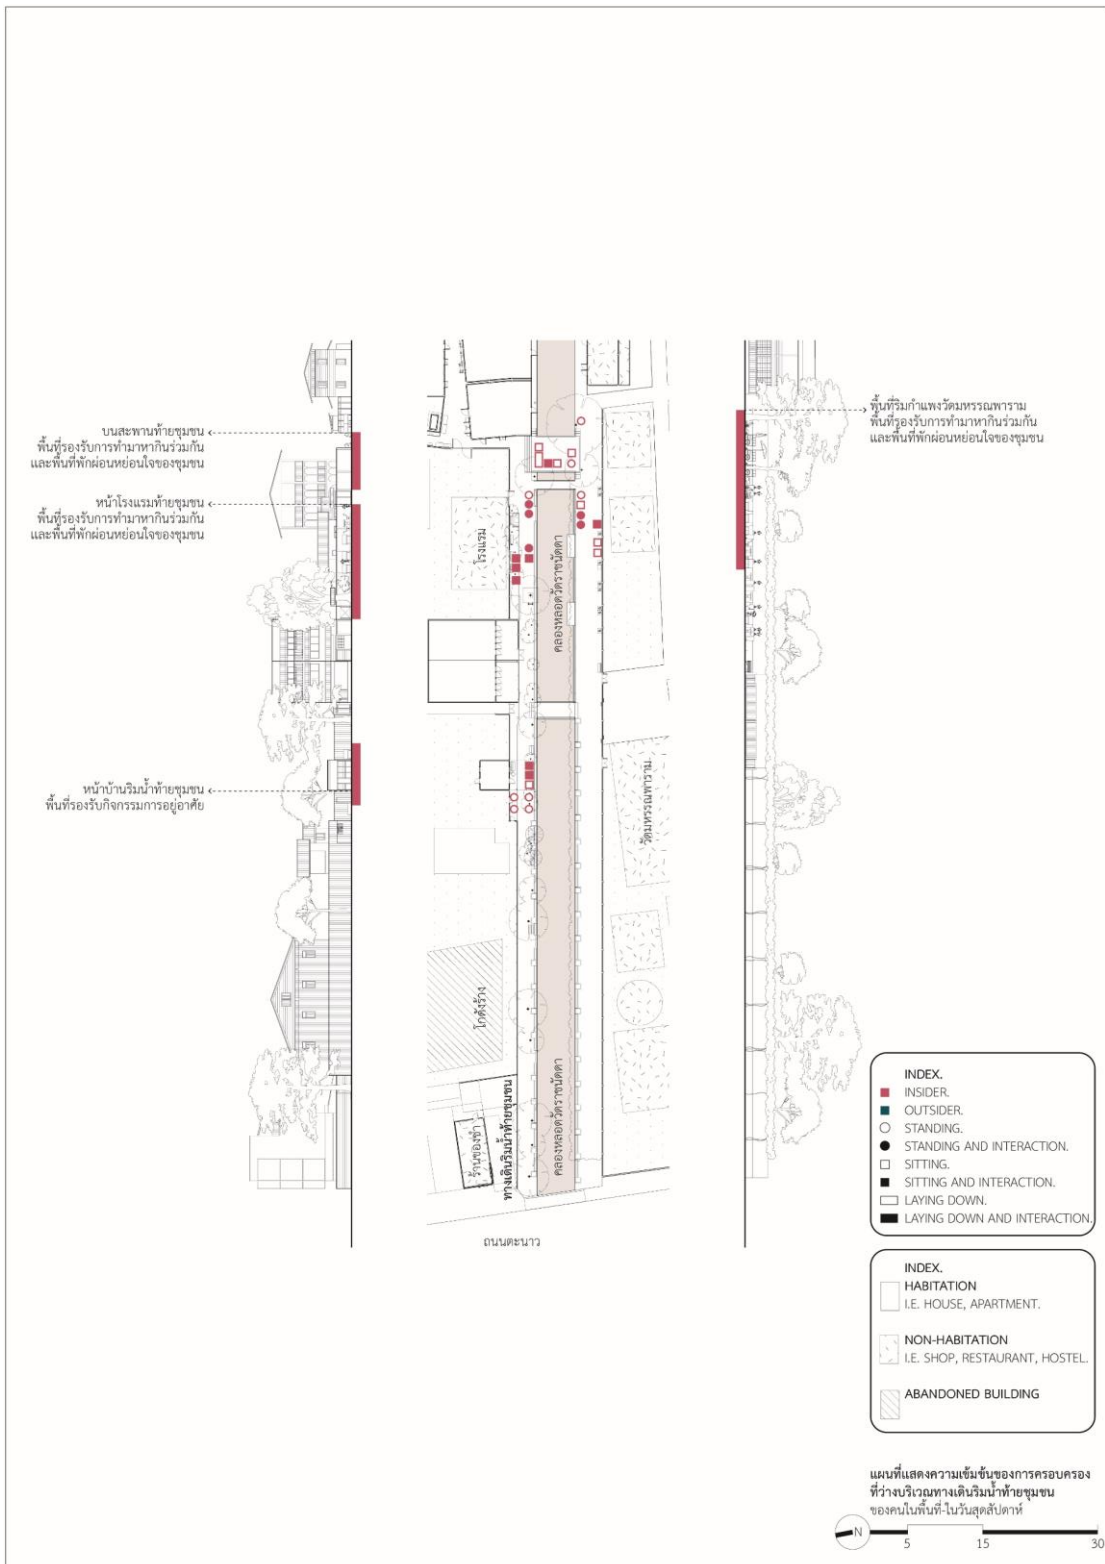 บนสะพานท้ายชุมชน
พื้นที่รองรับการทำมาหากินร่วมกัน
และพื้นที่พักผ่อนหย่อนใจของชุมชน
หน้าโรงแรมท้ายชุมชน
พื้นที่รองรับการทำมาหากินร่วมกัน
และพื้นที่พักผ่อนหย่อนใจของชุมชน
หน้าบ้านริมน้ำท้ายชุมชน
พื้นที่รองรับกิจกรรมการอยู่อาศัย
โรงแรม
คลองหลอดวัดราชนัดดา
วัดมหรรณพาราม
โกดังร้าง
ร้านของชำ
ทางเดินริมน้ำท้ายชุมชน
คลองหลอดวัดราชนัดดา
ถนนตะนาว
พื้นที่ริมกำแพงวัดมหรรณพาราม
พื้นที่รองรับการทำมาหากินร่วมกัน
และพื้นที่พักผ่อนหย่อนใจของชุมชน
INDEX.
INSIDER.
OUTSIDER.
STANDING.
STANDING AND INTERACTION.
SITTING.
SITTING AND INTERACTION.
LAYING DOWN.
LAYING DOWN AND INTERACTION.
INDEX.
HABITATION
I.E. HOUSE, APARTMENT.
NON-HABITATION
I.E. SHOP, RESTAURANT, HOSTEL.
ABANDONED BUILDING
แผนที่แสดงความเข้มข้นของการครอบครอง
ที่ว่างบริเวณทางเดินริมน้ำท้ายชุมชน
ของคนในพื้นที่-ในวันสุดสัปดาห์
N
5 15 30